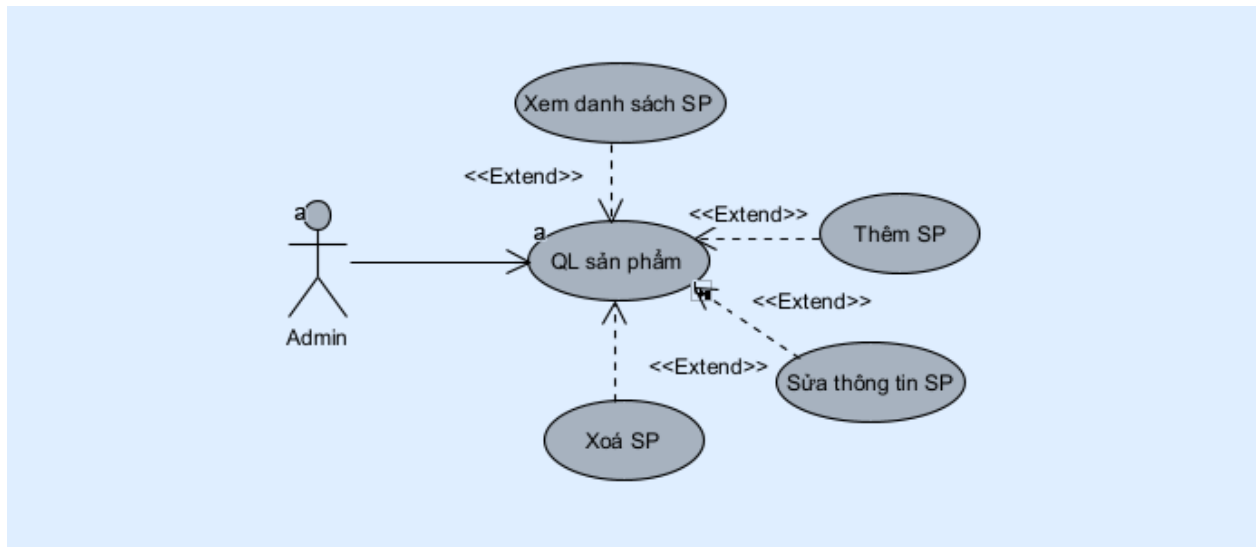 Xem danh sách SP
<<Extend>>
a
<<Extend>>
Thêm SP
a
QL sản phẩm
<<Extend>>
Admin
<<Extend>>
Sửa thông tin SP
Xoá SP